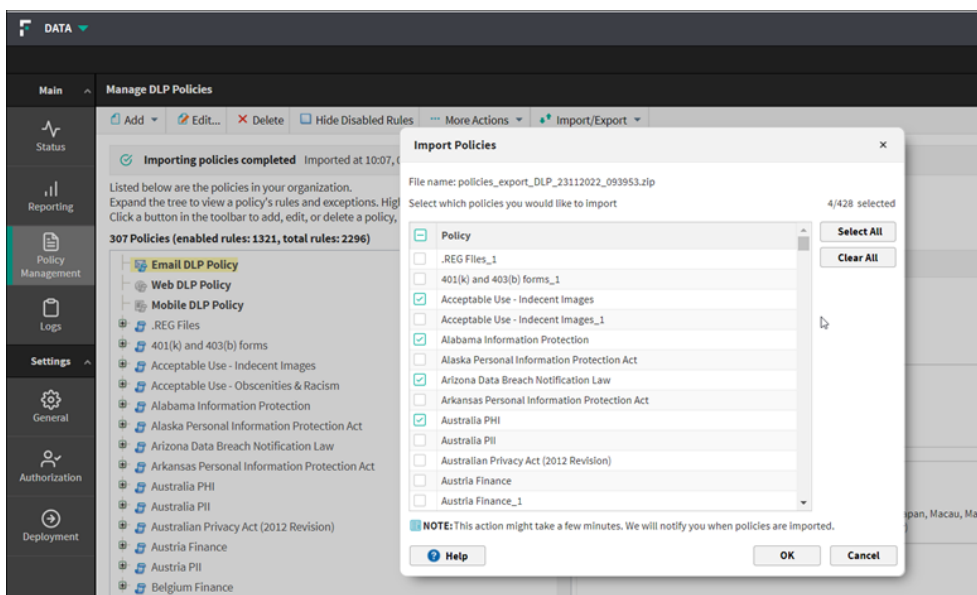 DATA
Main
Manage DLP Policies
Status
Reporting
Policy
Management
Logs
Settings
General
Authorization
Deployment
Add Edit... Delete Hide Disabled Rules More Actions Import/Export
Importing policies completed Imported at 10:07,
Listed below are the policies in your organization.
Expand the tree to view a policy's rules and exceptions.
Click a button in the toolbar to add, edit, or delete a policy,
307 Policies (enabled rules: 1321, total rules: 2296)
Email DLP Policy
Web DLP Policy
Mobile DLP Policy
.REG Files
401(k) and 403(b) forms
Acceptable Use - Indecent Images
Acceptable Use - Obscenities & Racism
Alabama Information Protection
Alaska Personal Information Protection Act
Arizona Data Breach Notification Law
Arkansas Personal Information Protection Act
Australia PHI
Australia PII
Australian Privacy Act (2012 Revision)
Austria Finance
Austria PII
Belgium Finance
Import Policies
File name: policies_export_DLP_23112022_093953.zip
Select which policies you would like to import 4/428 selected
Policy
.REG Files_1
401(k) and 403(b) forms_1
Acceptable Use - Indecent Images
Acceptable Use - Indecent Images_1
Alabama Information Protection
Alaska Personal Information Protection Act
Arizona Data Breach Notification Law
Arkansas Personal Information Protection Act
Australia PHI
Australia PII
Australian Privacy Act (2012 Revision)
Austria Finance
Austria Finance_1
Select All
Clear All
NOTE: This action might take a few minutes. We will notify you when policies are imported.
Help OK Cancel
Macau,